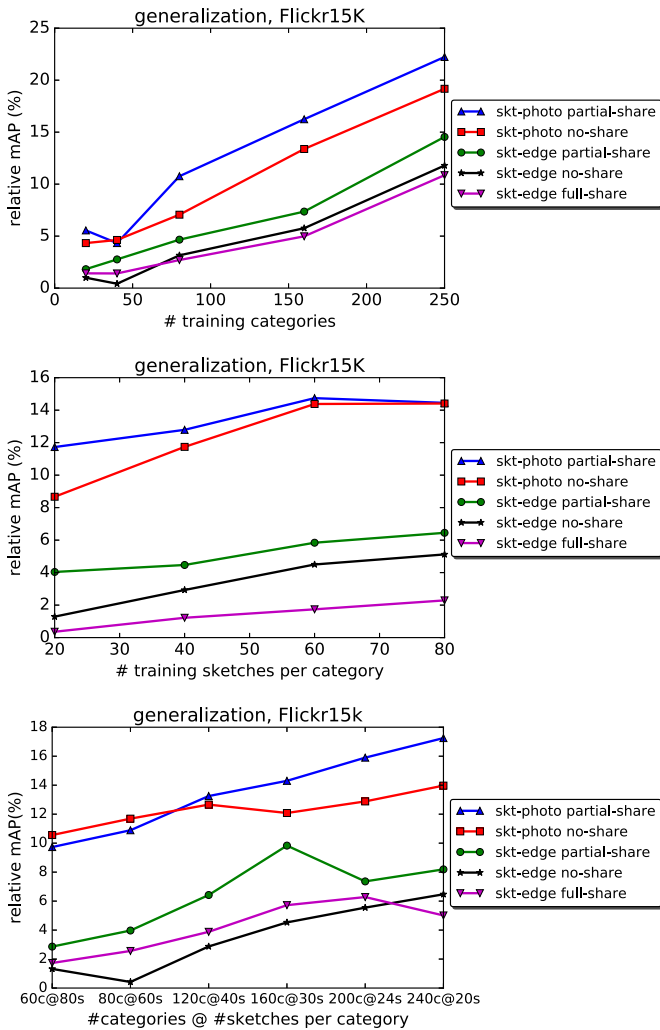 generalization, Flickr15K
relative mAP (%)
25
20
15
10
5
0
0 50 100 150 200 250
# training categories
skt-photo partial-share
skt-photo no-share
skt-edge partial-share
skt-edge no-share
skt-edge full-share
generalization, Flickr15K
relative mAP (%)
16
14
12
10
8
6
4
2
0
20 30 40 50 60 70 80
# training sketches per category
skt-photo partial-share
skt-photo no-share
skt-edge partial-share
skt-edge no-share
skt-edge full-share
generalization, Flickr15k
relative mAP(%)
18
16
14
12
10
8
6
4
2
0
60c@80s 80c@60s 120c@40s 160c@30s 200c@24s 240c@20s
#categories @ #sketches per category
skt-photo partial-share
skt-photo no-share
skt-edge partial-share
skt-edge no-share
skt-edge full-share